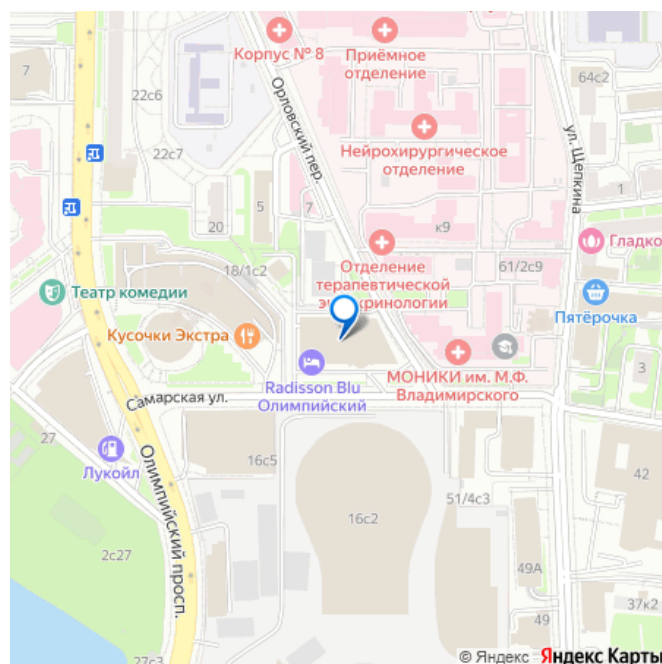 Корпус № 8
Приёмное
отделение
7
22с6
64с2
Орловский пер.
ул. Щепкина
Нейрохирургическое
отделение
22с7
20
5
7
1
к9
Гладко
61/2с9
18/1с2
Отделение
терапевтической
эндокринологии
Театр комедии
Пятёрочка
Кусочки Экстра
3
МОНИКИ им. М.Ф.
Владимирского
Radisson Blu
Олимпийский
Самарская ул.
27
Лукойл
Олимпийский просп.
16с5
42
51/4с3
16с2
2с27
49А
37к2
49
27с3
© Яндекс Яндекс Карты